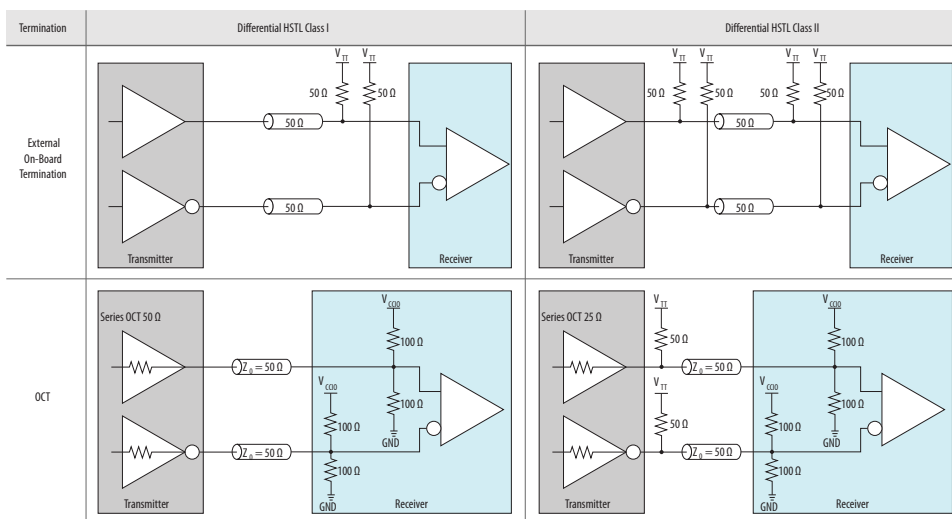 Termination
Differential HSTL Class I
Differential HSTL Class II
External
On-Board
Termination
V TT
V TT
50 Ω
50 Ω
50 Ω
50 Ω
Transmitter
Receiver
V TT
V TT
V TT
V TT
50 Ω
50 Ω
50 Ω
50 Ω
50 Ω
50 Ω
Transmitter
Receiver
OCT
Series OCT 50 Ω
V CCIO
100 Ω
Z 0 = 50 Ω
V CCIO
100 Ω
100 Ω
GND
Z 0 = 50 Ω
100 Ω
GND
Transmitter
Receiver
Series OCT 25 Ω
V TT
50 Ω
V CCIO
100 Ω
Z 0 = 50 Ω
V TT
50 Ω
V CCIO
100 Ω
100 Ω
GND
Z 0 = 50 Ω
100 Ω
GND
Transmitter
Receiver